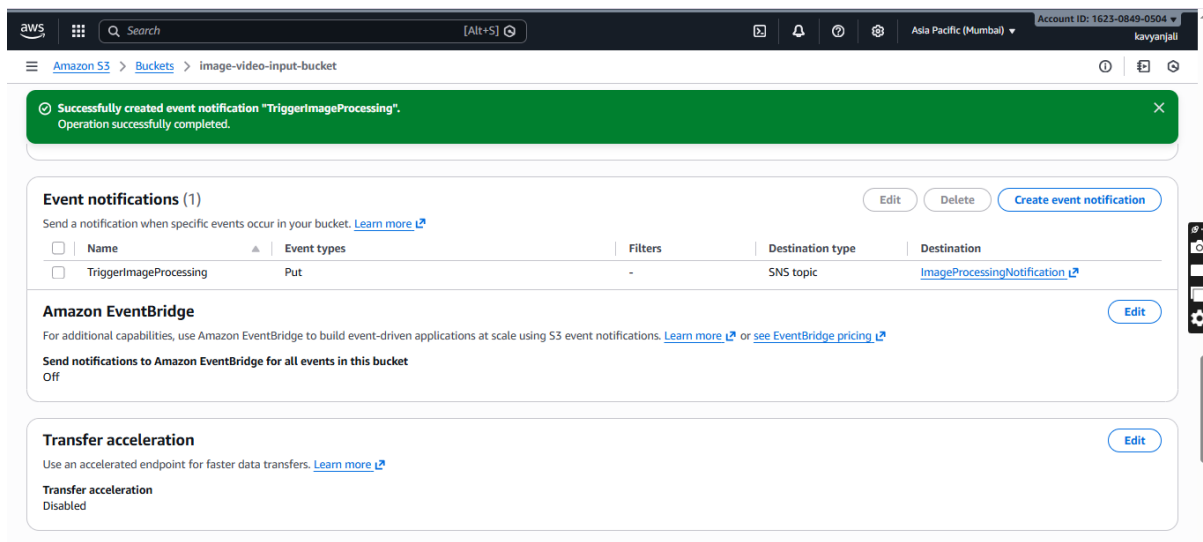 aws
Search
[Alt+S]
Asia Pacific (Mumbai)
Account ID: 1623-0849-0504
kavyanjali
Amazon S3 > Buckets > image-video-input-bucket
Successfully created event notification "TriggerImageProcessing".
Operation successfully completed.
Event notifications (1)
Edit
Delete
Create event notification
Send a notification when specific events occur in your bucket. Learn more
Name
Event types
Filters
Destination type
Destination
TriggerImageProcessing
Put
-
SNS topic
ImageProcessingNotification
Amazon EventBridge
Edit
For additional capabilities, use Amazon EventBridge to build event-driven applications at scale using S3 event notifications. Learn more or see EventBridge pricing
Send notifications to Amazon EventBridge for all events in this bucket
Off
Transfer acceleration
Edit
Use an accelerated endpoint for faster data transfers. Learn more
Transfer acceleration
Disabled